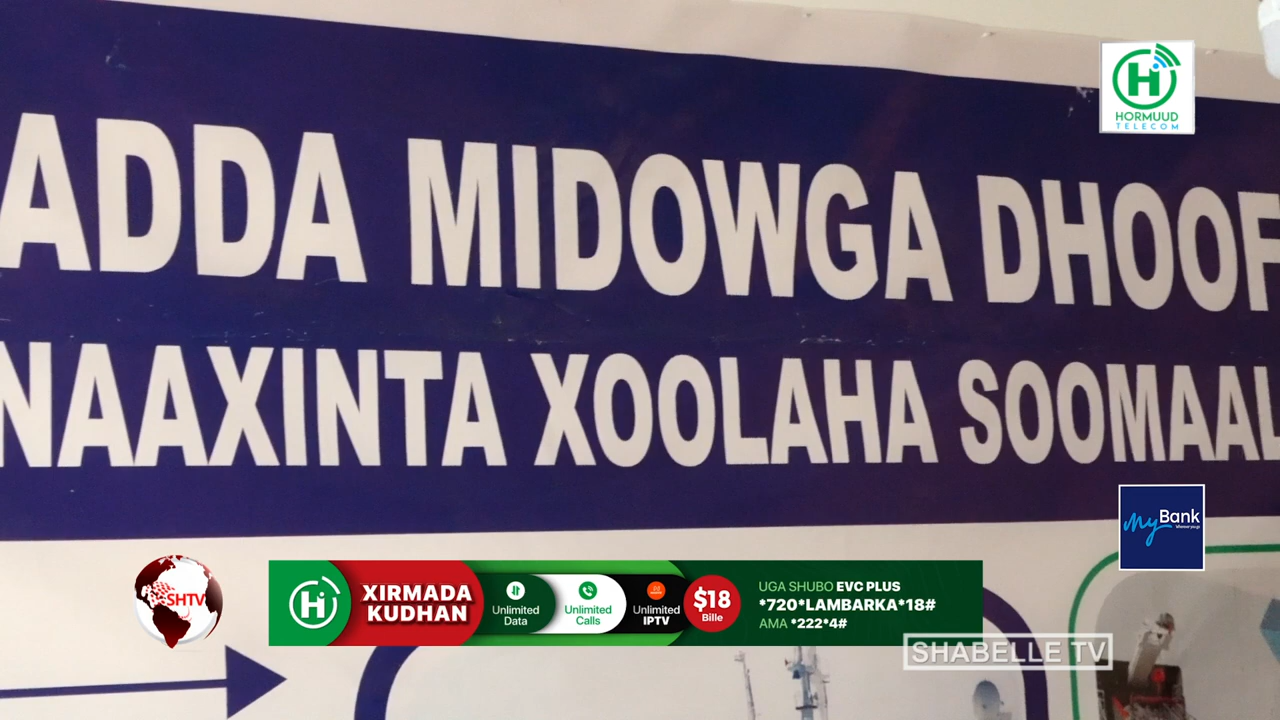 HORMUUD
TELECOM
ADDA MIDOWGA DHOOF
NAAXINTA XOOLAHA SOOMAAL
MyBank
SHTV
XIRMADA
KUDHAN
Unlimited
Data
Unlimited
Calls
Unlimited
IPTV
$18
Bille
UGA SHUBO EVC PLUS
*720*LAMBARKA*18#
AMA *222*4#
SHABELLE TV